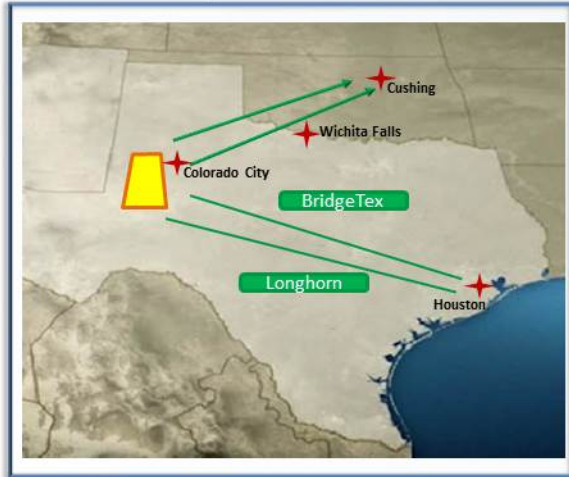 Cushing
Wichita Falls
Colorado City
BridgeTex
Longhorn
Houston